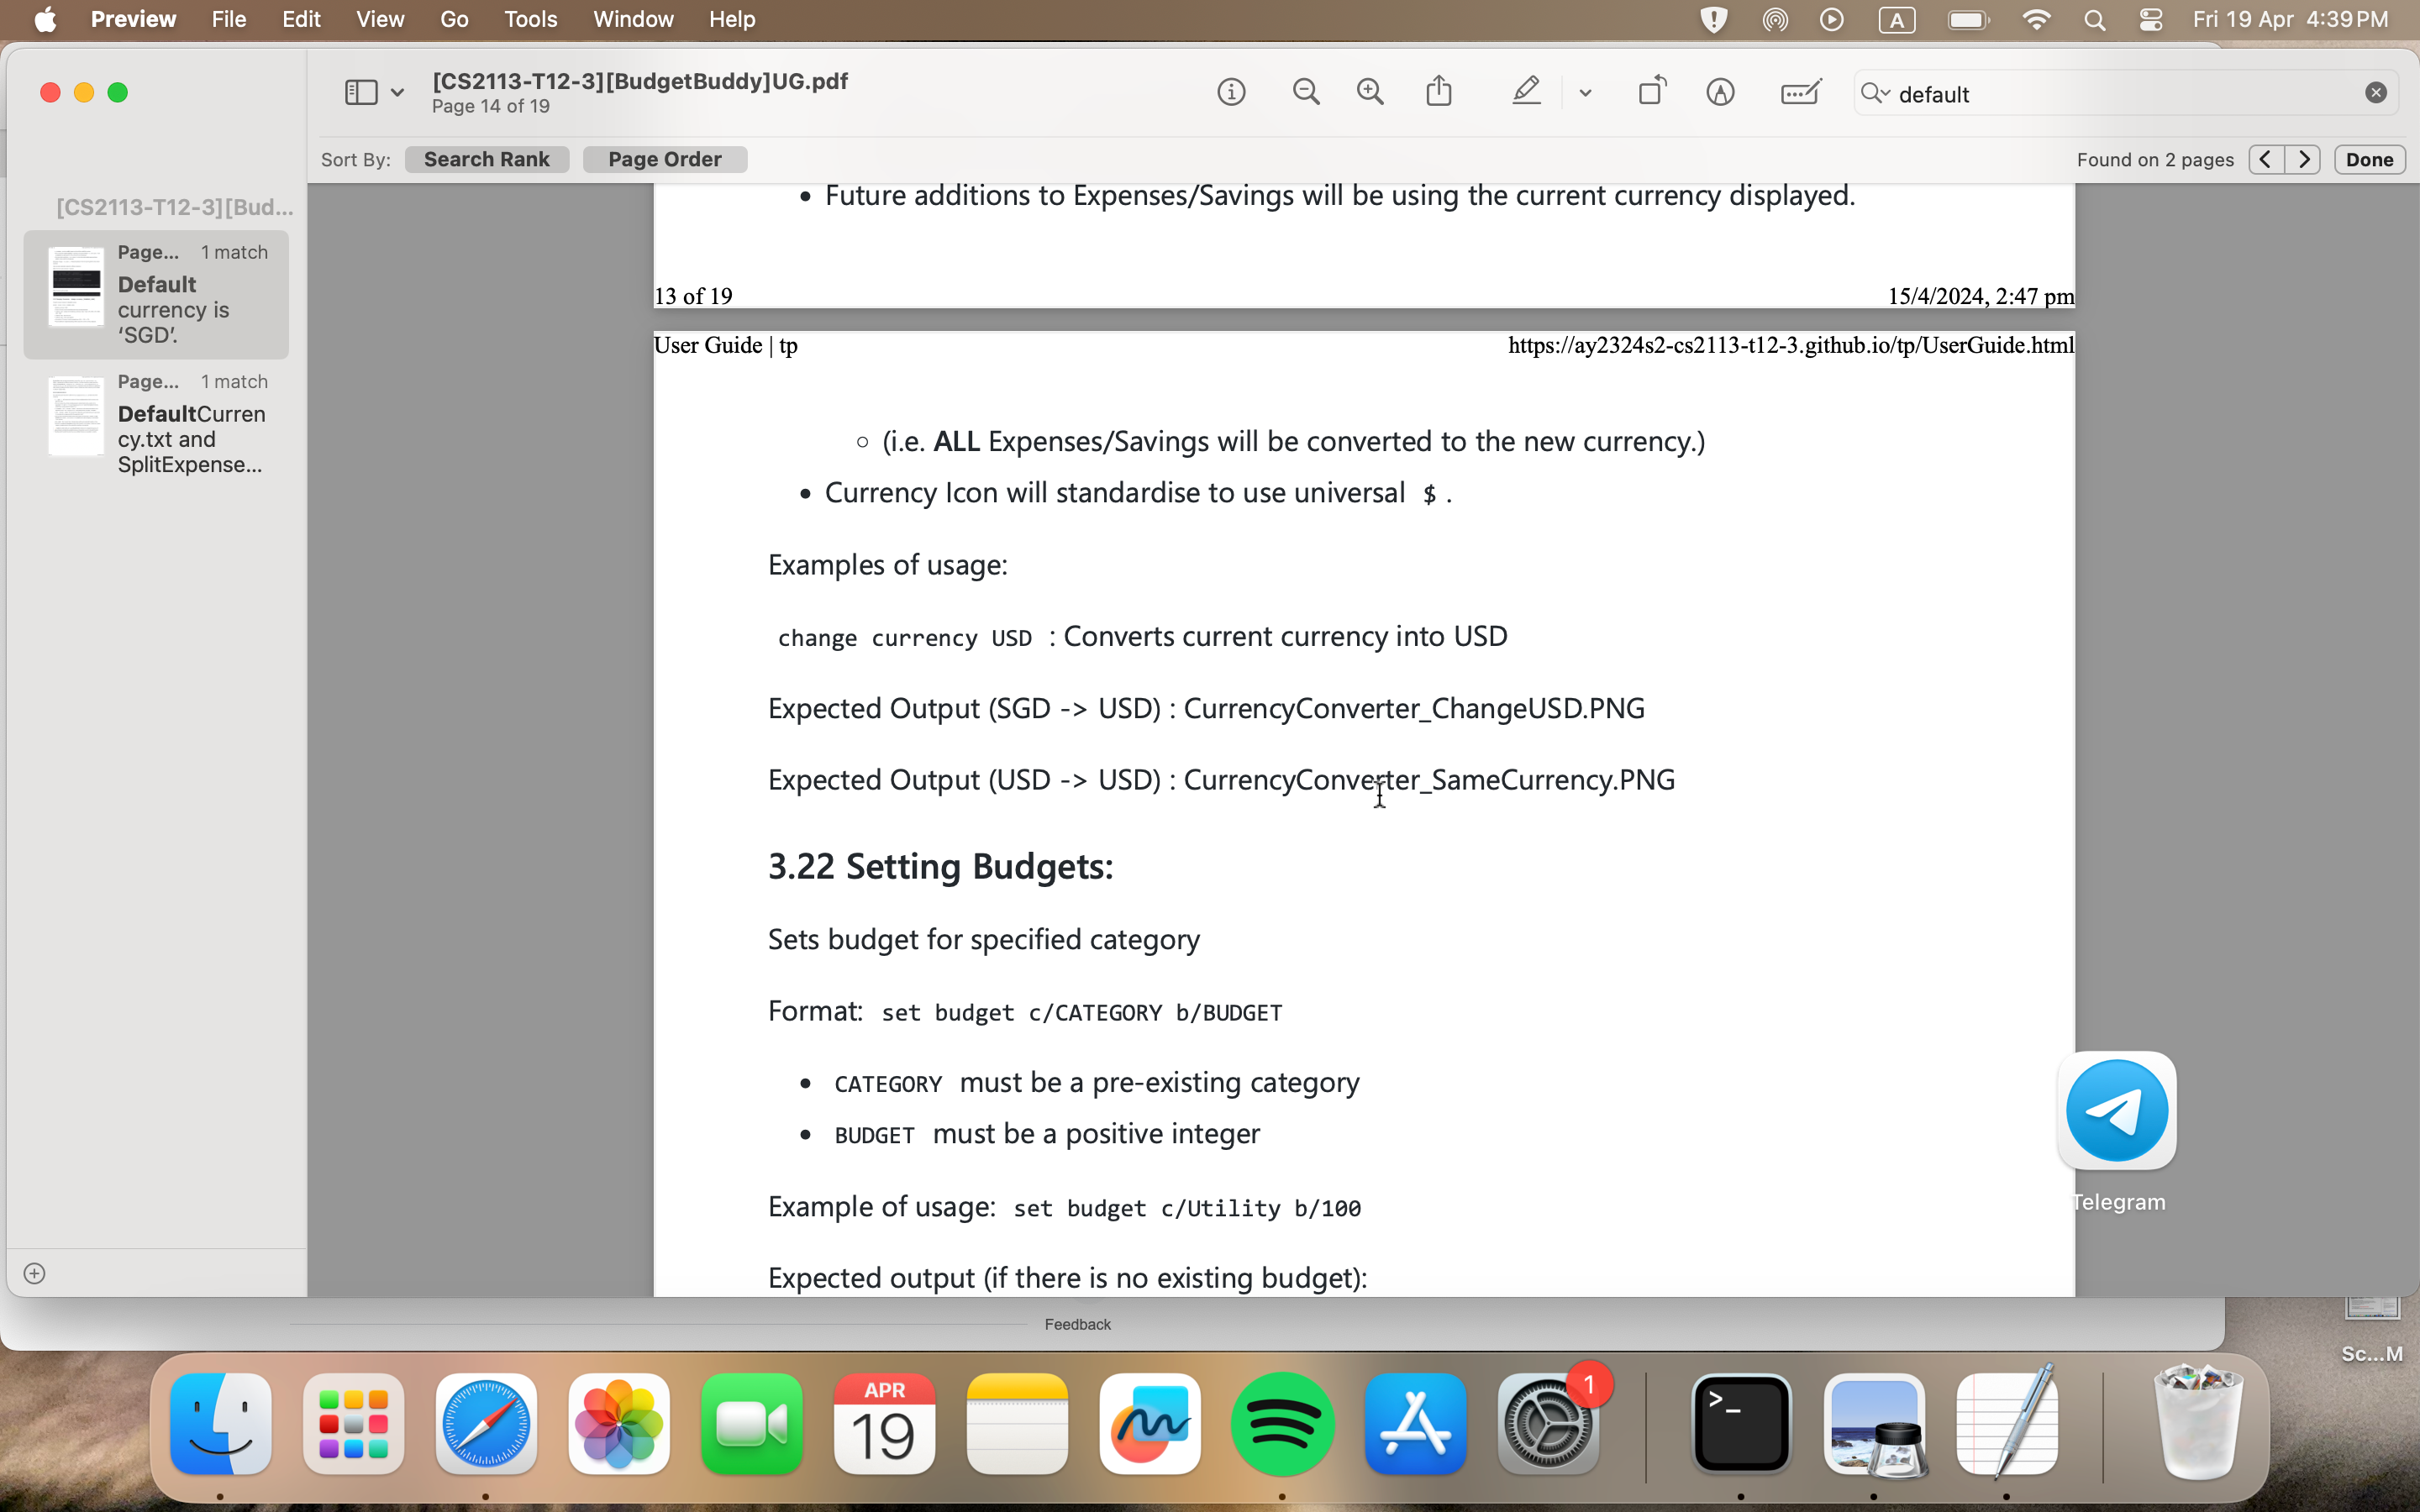 Preview File Edit View Go Tools Window Help
A
Fri 19 Apr 4:39 PM
[CS2113-T12-3][BudgetBuddy]UG.pdf
Page 14 of 19
default
Sort By: Search Rank Page Order
Found on 2 pages
Done
[CS2113-T12-3][Bud...
Page... 1 match
Default
currency is
‘SGD’.
Page... 1 match
DefaultCurren
cy.txt and
SplitExpense...
• Future additions to Expenses/Savings will be using the current currency displayed.
13 of 19
15/4/2024, 2:47 pm
User Guide | tp
https://ay2324s2-cs2113-t12-3.github.io/tp/UserGuide.html
◦ (i.e. ALL Expenses/Savings will be converted to the new currency.)
• Currency Icon will standardise to use universal $ .
Examples of usage:
change currency USD : Converts current currency into USD
Expected Output (SGD -> USD) : CurrencyConverter_ChangeUSD.PNG
Expected Output (USD -> USD) : CurrencyConverter_SameCurrency.PNG
3.22 Setting Budgets:
Sets budget for specified category
Format: set budget c/CATEGORY b/BUDGET
• CATEGORY must be a pre-existing category
• BUDGET must be a positive integer
Example of usage: set budget c/Utility b/100
Expected output (if there is no existing budget):
Telegram
Feedback
Sc...M
APR
19
1
>_